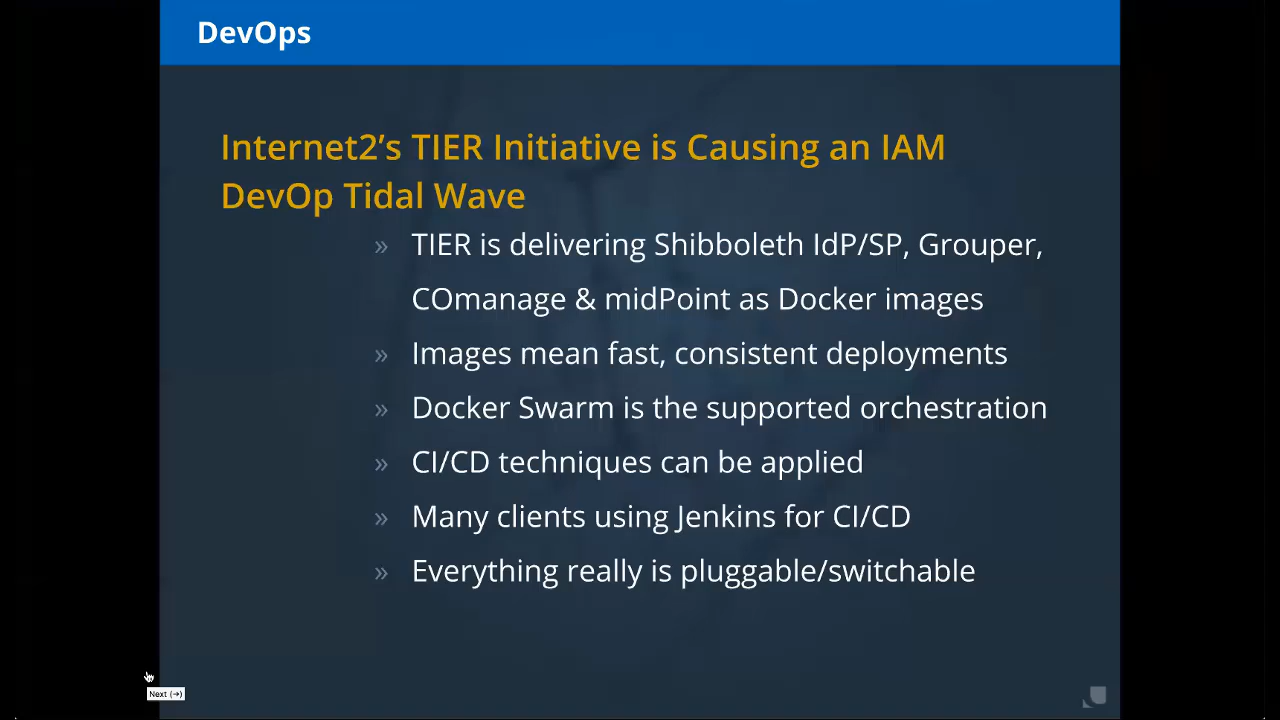 DevOps
Internet2’s TIER Initiative is Causing an IAM
DevOp Tidal Wave
» TIER is delivering Shibboleth IdP/SP, Grouper,
COmanage & midPoint as Docker images
» Images mean fast, consistent deployments
» Docker Swarm is the supported orchestration
» CI/CD techniques can be applied
» Many clients using Jenkins for CI/CD
» Everything really is pluggable/switchable
Next (→)